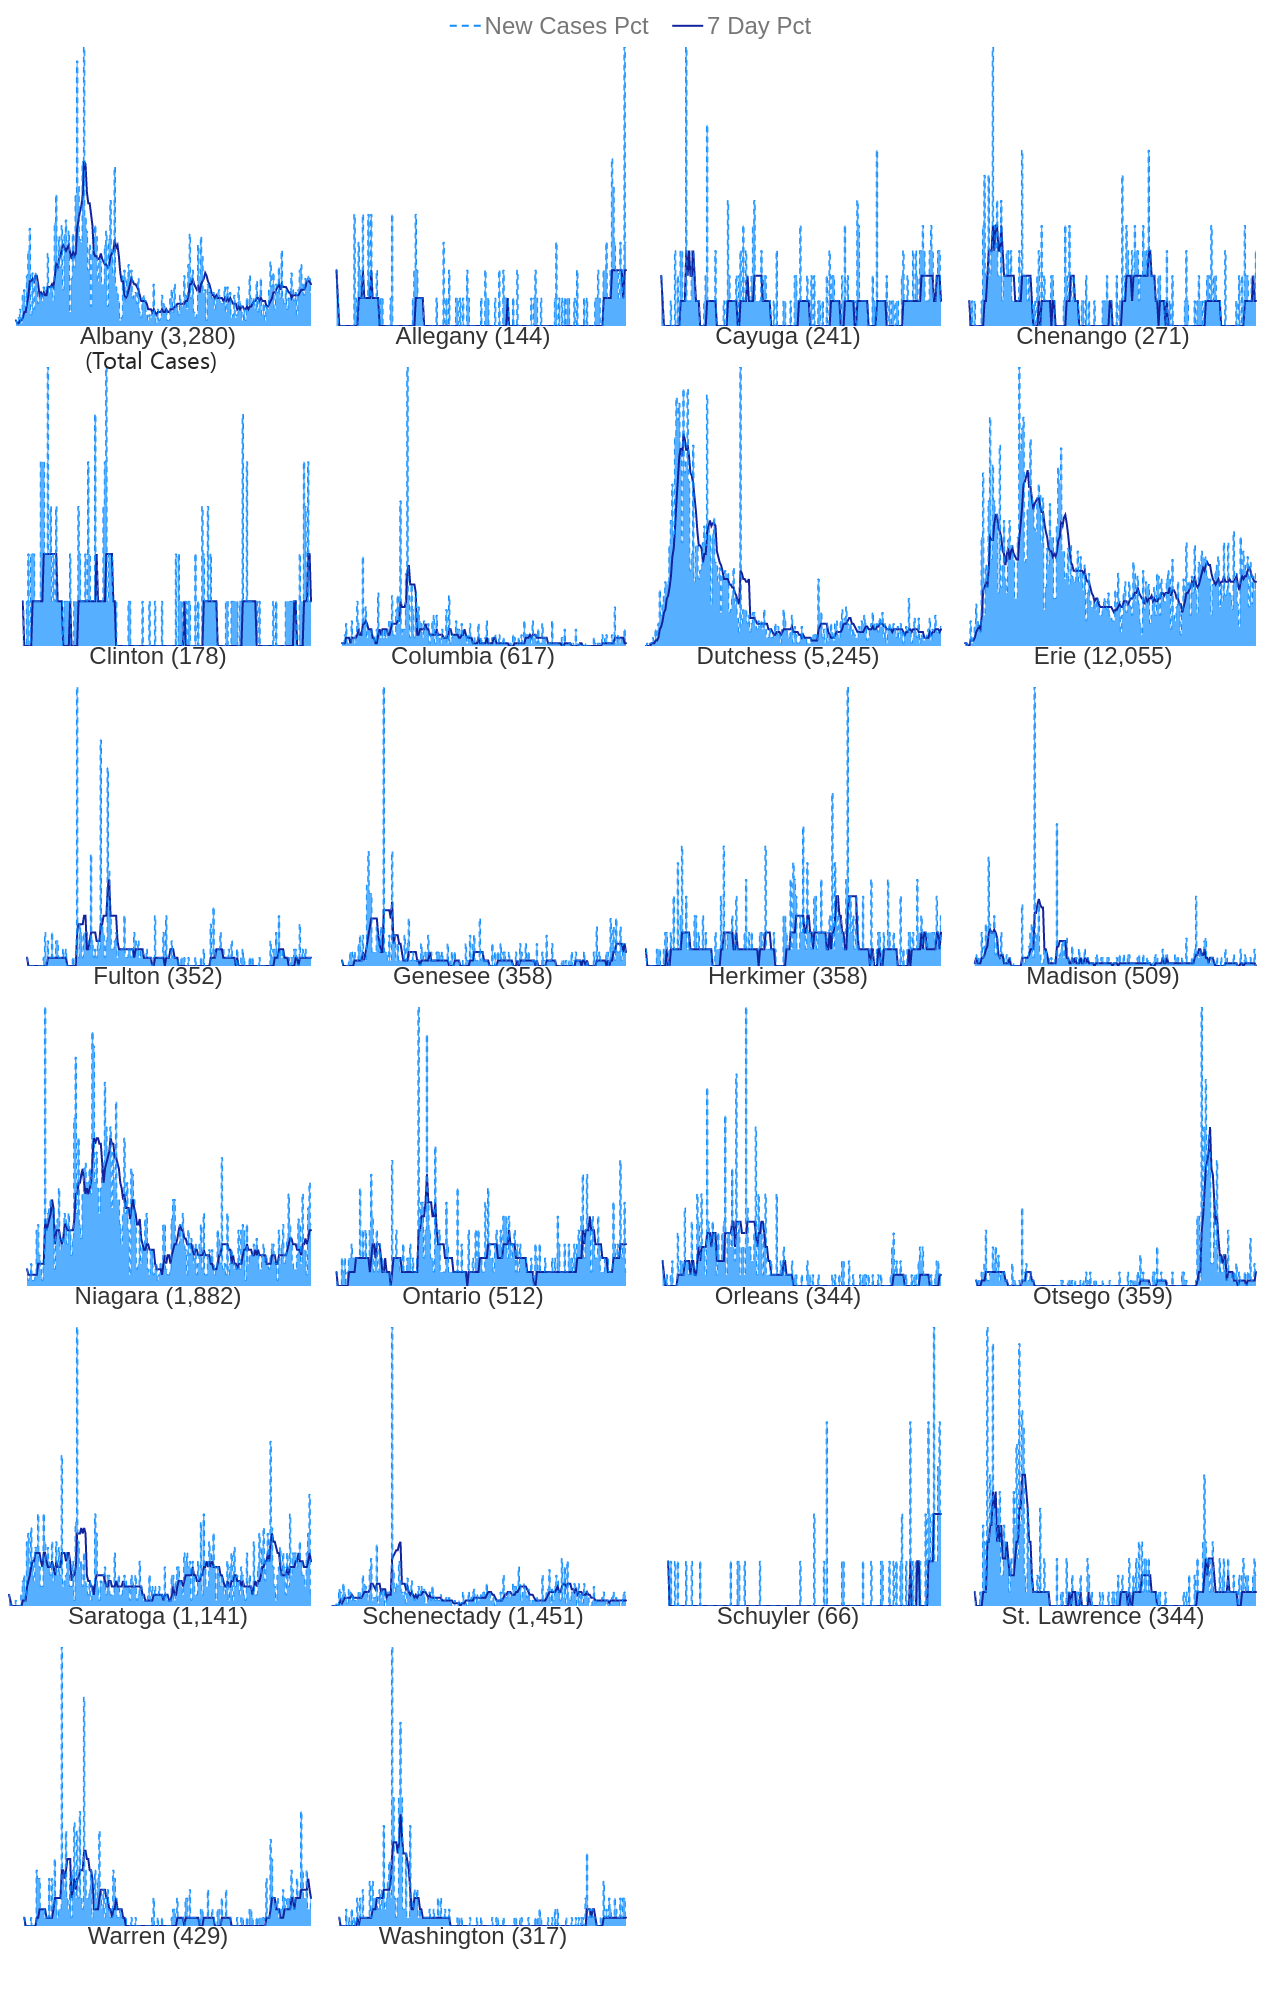 New Cases Pct 7 Day Pct
Albany (3,280) Allegany (144) Cayuga (241) Chenango (271)
(Total Cases)
Clinton (178) Columbia (617) Dutchess (5,245) Erie (12,055)
Fulton (352) Genesee (358) Herkimer (358) Madison (509)
Niagara (1,882) Ontario (512) Orleans (344) Otsego (359)
Saratoga (1,141) Schenectady (1,451) Schuyler (66) St. Lawrence (344)
Warren (429) Washington (317)